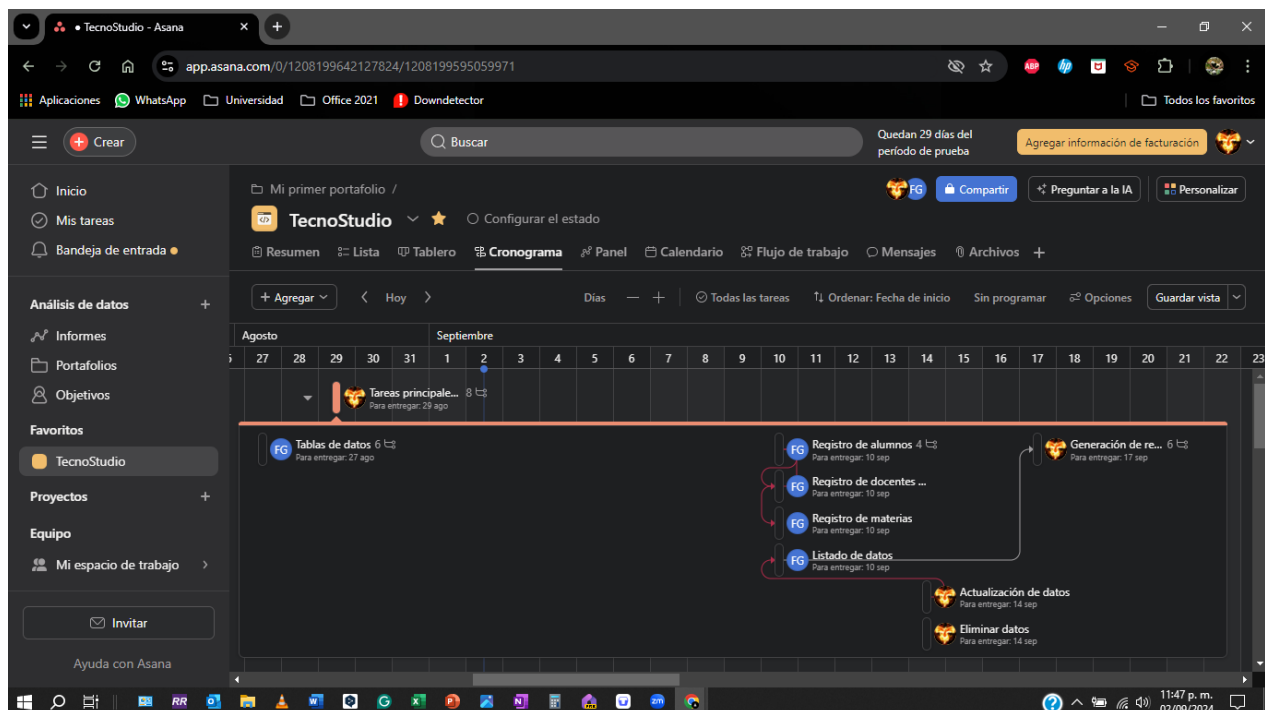 TecnoStudio - Asana
app.asana.com/0/1208199642127824/1208199595059971
ABP
hp
Aplicaciones WhatsApp Universidad Office 2021 Downdetector Todos los favoritos
Crear
Buscar
Quedan 29 días del
período de prueba
Agregar información de facturación
Inicio
Mis tareas
Bandeja de entrada
Análisis de datos
Informes
Portafolios
Objetivos
Favoritos
TecnoStudio
Proyectos
Equipo
Mi espacio de trabajo
Invitar
Ayuda con Asana
Mi primer portafolio /
FG
Compartir
Preguntar a la IA
Personalizar
TecnoStudio
Configurar el estado
Resumen Lista Tablero Cronograma Panel Calendario Flujo de trabajo Mensajes Archivos
+ Agregar Hoy Días Todas las tareas Ordenar: Fecha de inicio Sin programar Opciones Guardar vista
Agosto Septiembre
27 28 29 30 31 1 2 3 4 5 6 7 8 9 10 11 12 13 14 15 16 17 18 19 20 21 22 23
Tareas principale... 8
Para entregar: 29 ago
FG
Tablas de datos 6
Para entregar: 27 ago
FG
Registro de alumnos 4
Para entregar: 10 sep
Generación de re... 6
Para entregar: 17 sep
FG
Registro de docentes ...
Para entregar: 10 sep
FG
Registro de materias
Para entregar: 10 sep
FG
Listado de datos
Para entregar: 10 sep
Actualización de datos
Para entregar: 14 sep
Eliminar datos
Para entregar: 14 sep
RR
zm
11:47 p. m.
02/09/2024